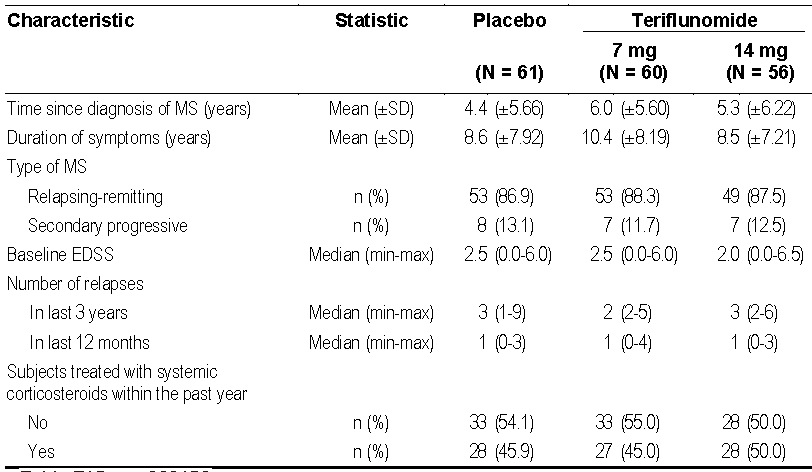 Characteristic Statistic Placebo Teriflunomide
(N = 61) 7 mg (N = 60) 14 mg (N = 56)
Time since diagnosis of MS (years) Mean (±SD) 4.4 (±5.66) 6.0 (±5.60) 5.3 (±6.22)
Duration of symptoms (years) Mean (±SD) 8.6 (±7.92) 10.4 (±8.19) 8.5 (±7.21)
Type of MS
Relapsing-remitting n (%) 53 (86.9) 53 (88.3) 49 (87.5)
Secondary progressive n (%) 8 (13.1) 7 (11.7) 7 (12.5)
Baseline EDSS Median (min-max) 2.5 (0.0-6.0) 2.5 (0.0-6.0) 2.0 (0.0-6.5)
Number of relapses
In last 3 years Median (min-max) 3 (1-9) 2 (2-5) 3 (2-6)
In last 12 months Median (min-max) 1 (0-3) 1 (0-4) 1 (0-3)
Subjects treated with systemic
corticosteroids within the past year
No n (%) 33 (54.1) 33 (55.0) 28 (50.0)
Yes n (%) 28 (45.9) 27 (45.0) 28 (50.0)